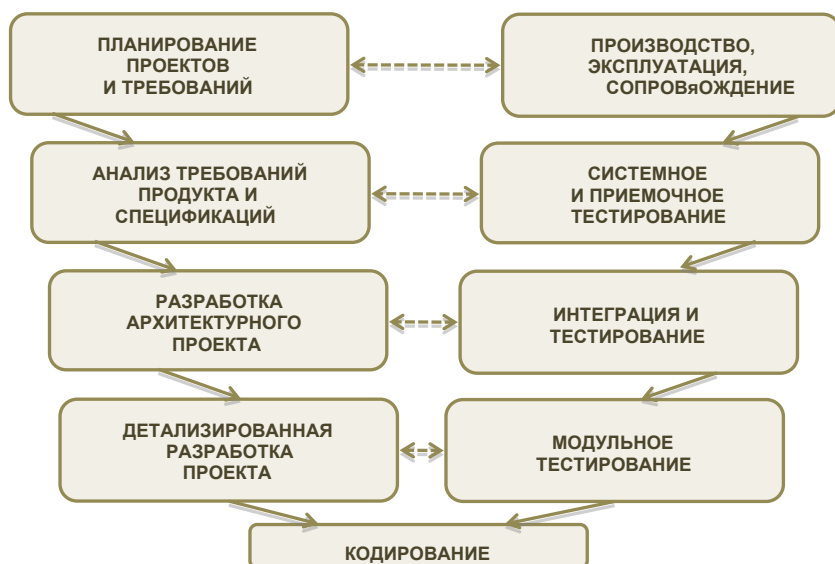 ПЛАНИРОВАНИЕ
ПРОЕКТОВ
И ТРЕБОВАНИЙ
ПРОИЗВОДСТВО,
ЭКСПЛУАТАЦИЯ,
СОПРОВяОЖДЕНИЕ
АНАЛИЗ ТРЕБОВАНИЙ
ПРОДУКТА И
СПЕЦИФИКАЦИЙ
СИСТЕМНОЕ
И ПРИЕМОЧНОЕ
ТЕСТИРОВАНИЕ
РАЗРАБОТКА
АРХИТЕКТУРНОГО
ПРОЕКТА
ИНТЕГРАЦИЯ И
ТЕСТИРОВАНИЕ
ДЕТАЛИЗИРОВАННАЯ
РАЗРАБОТКА
ПРОЕКТА
МОДУЛЬНОЕ
ТЕСТИРОВАНИЕ
КОДИРОВАНИЕ